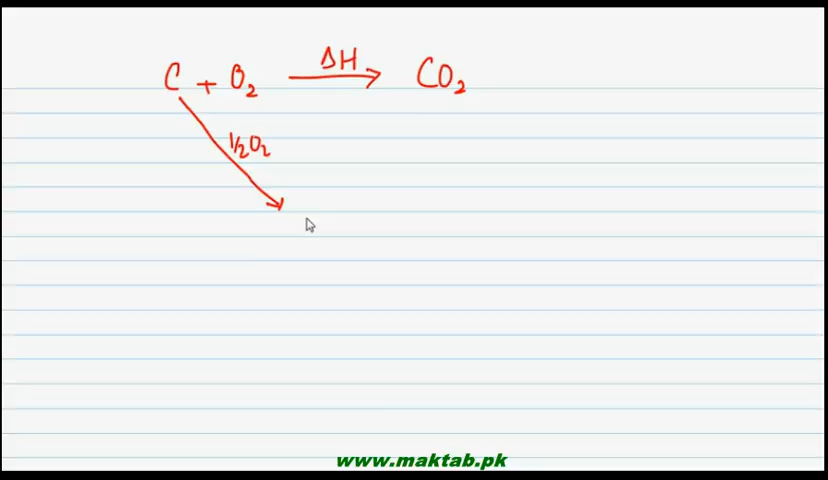 ΔH
C + O₂ ⟶ CO₂
½O₂
www.maktab.pk